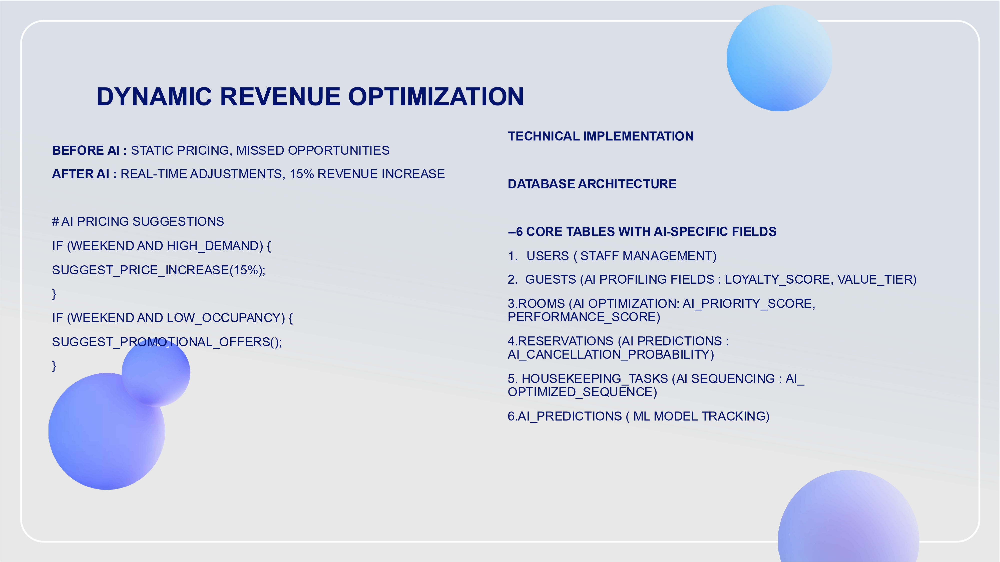 DYNAMIC REVENUE OPTIMIZATION
BEFORE AI : STATIC PRICING, MISSED OPPORTUNITIES
AFTER AI : REAL-TIME ADJUSTMENTS, 15% REVENUE INCREASE
# AI PRICING SUGGESTIONS
IF (WEEKEND AND HIGH_DEMAND) {
SUGGEST_PRICE_INCREASE(15%);
}
IF (WEEKEND AND LOW_OCCUPANCY) {
SUGGEST_PROMOTIONAL_OFFERS();
}
TECHNICAL IMPLEMENTATION
DATABASE ARCHITECTURE
--6 CORE TABLES WITH AI-SPECIFIC FIELDS
1. USERS ( STAFF MANAGEMENT)
2. GUESTS (AI PROFILING FIELDS : LOYALTY_SCORE, VALUE_TIER)
3.ROOMS (AI OPTIMIZATION: AI_PRIORITY_SCORE,
PERFORMANCE_SCORE)
4.RESERVATIONS (AI PREDICTIONS :
AI_CANCELLATION_PROBABILITY)
5. HOUSEKEEPING_TASKS (AI SEQUENCING : AI_
OPTIMIZED_SEQUENCE)
6.AI_PREDICTIONS ( ML MODEL TRACKING)